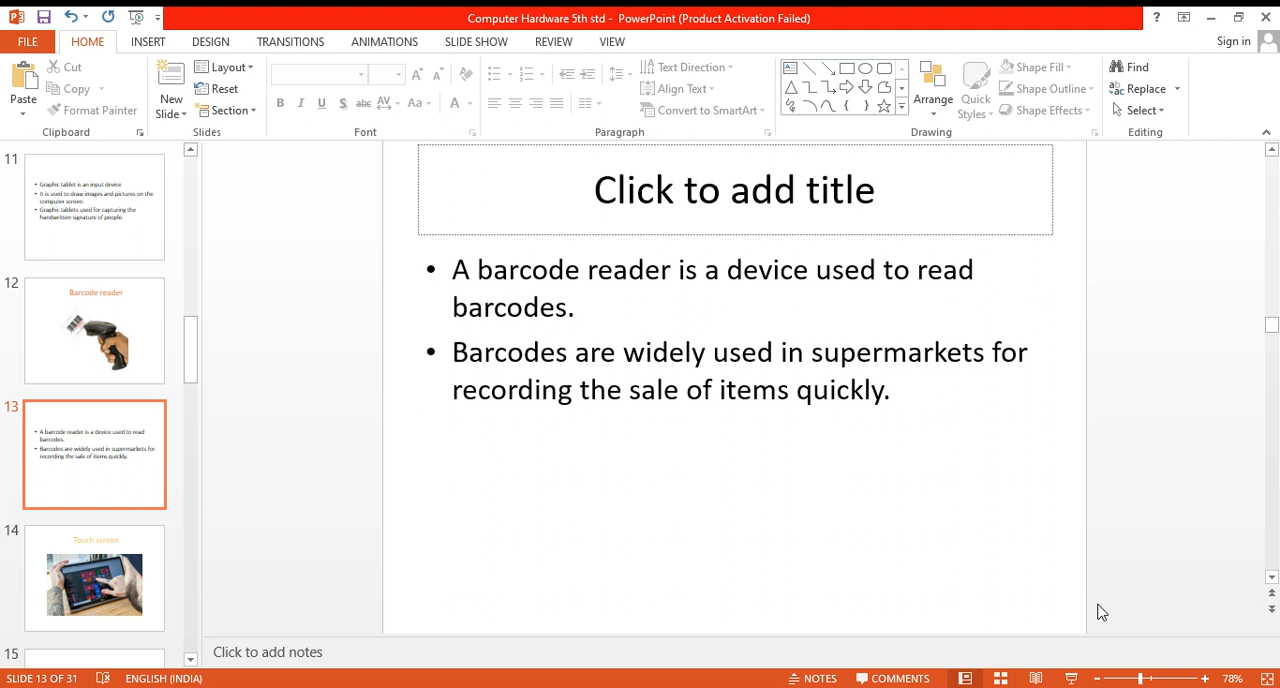 Computer Hardware 5th std - PowerPoint (Product Activation Failed)
?
FILE
HOME
INSERT
DESIGN
TRANSITIONS
ANIMATIONS
SLIDE SHOW
REVIEW
VIEW
Sign in
Paste
Cut
Copy
Format Painter
Clipboard
New
Slide
Layout
Reset
Section
Slides
B I U S abc AV Aa A
Font
Paragraph
Text Direction
Align Text
Convert to SmartArt
Arrange
Quick
Styles
Shape Fill
Shape Outline
Shape Effects
Drawing
Find
Replace
Select
Editing
11
• Graphic tablet is an input device
• It is used to draw images and pictures on the
computer screen.
• Graphic tablets used for capturing the
handwritten signature of people.
12
Barcode reader
13
• A barcode reader is a device used to read
barcodes.
• Barcodes are widely used in supermarkets for
recording the sale of items quickly.
14
Touch screen
15
Click to add title
• A barcode reader is a device used to read
barcodes.
• Barcodes are widely used in supermarkets for
recording the sale of items quickly.
Click to add notes
SLIDE 13 OF 31
ENGLISH (INDIA)
NOTES
COMMENTS
78%